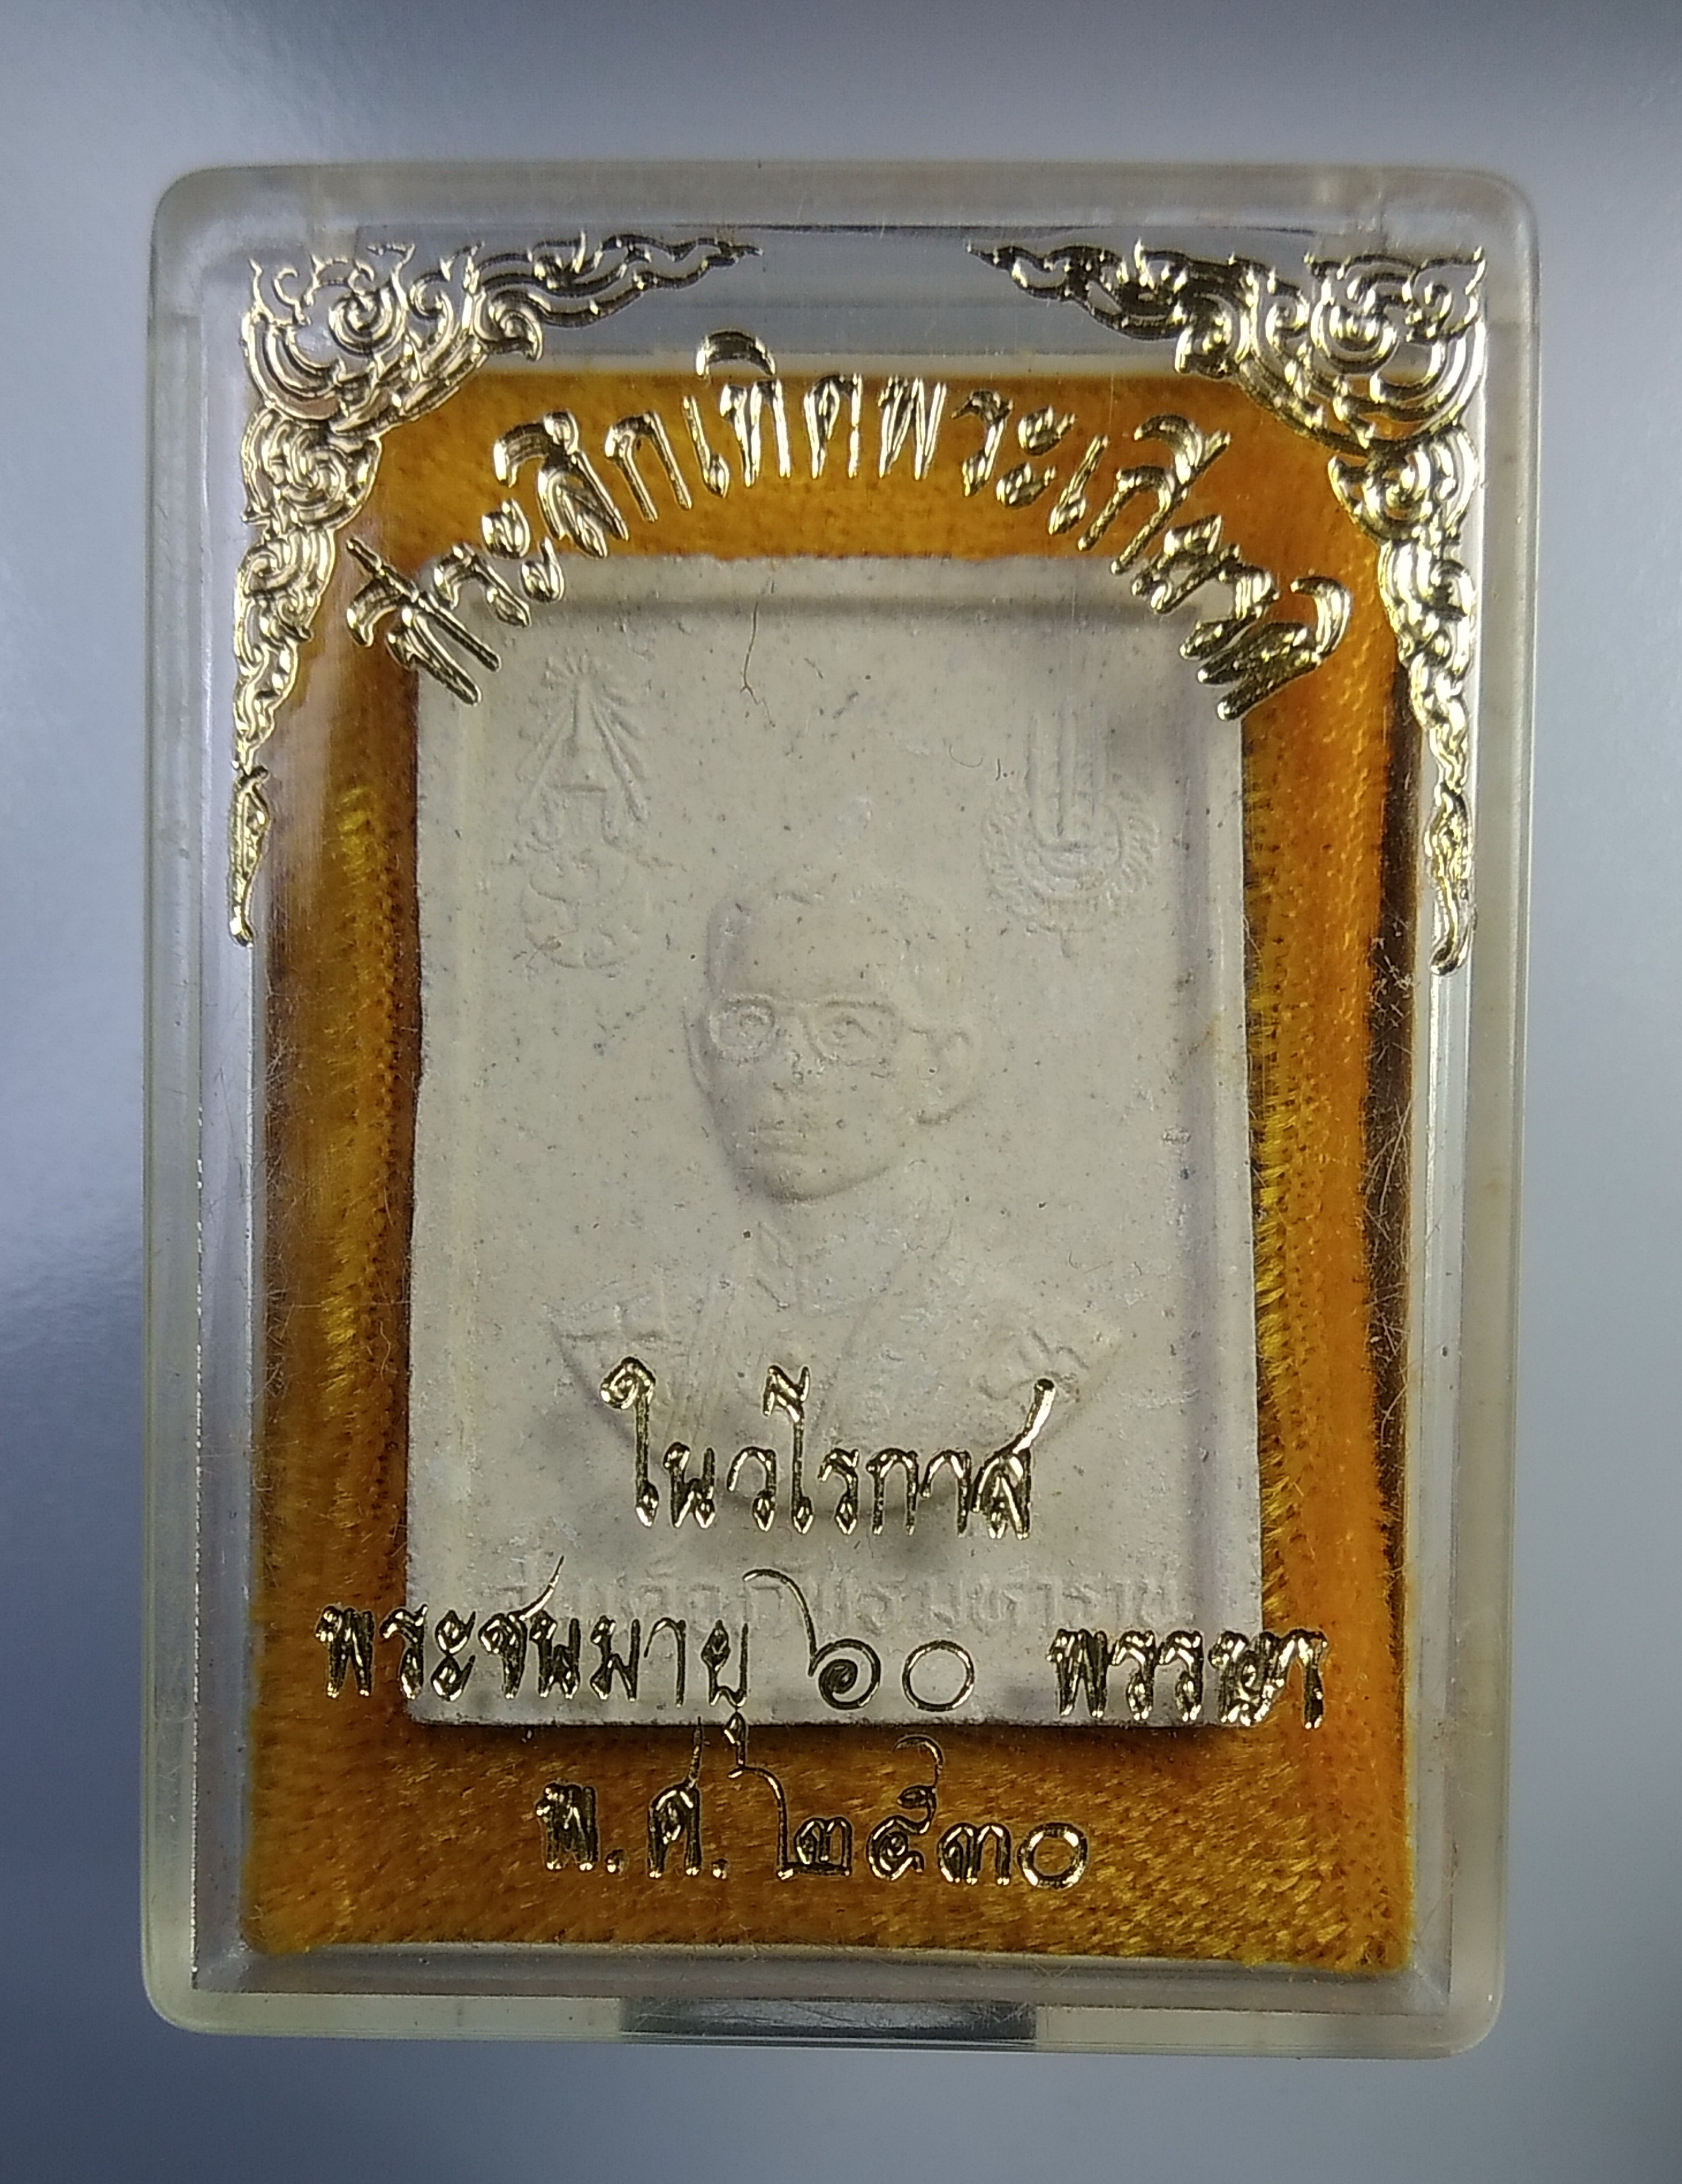 ที่ระลึกเทิดพระเกียรติ
ในวโรกาส
พระชนมายุ ๖๐ พรรษา
พ.ศ. ๒๕๓๐